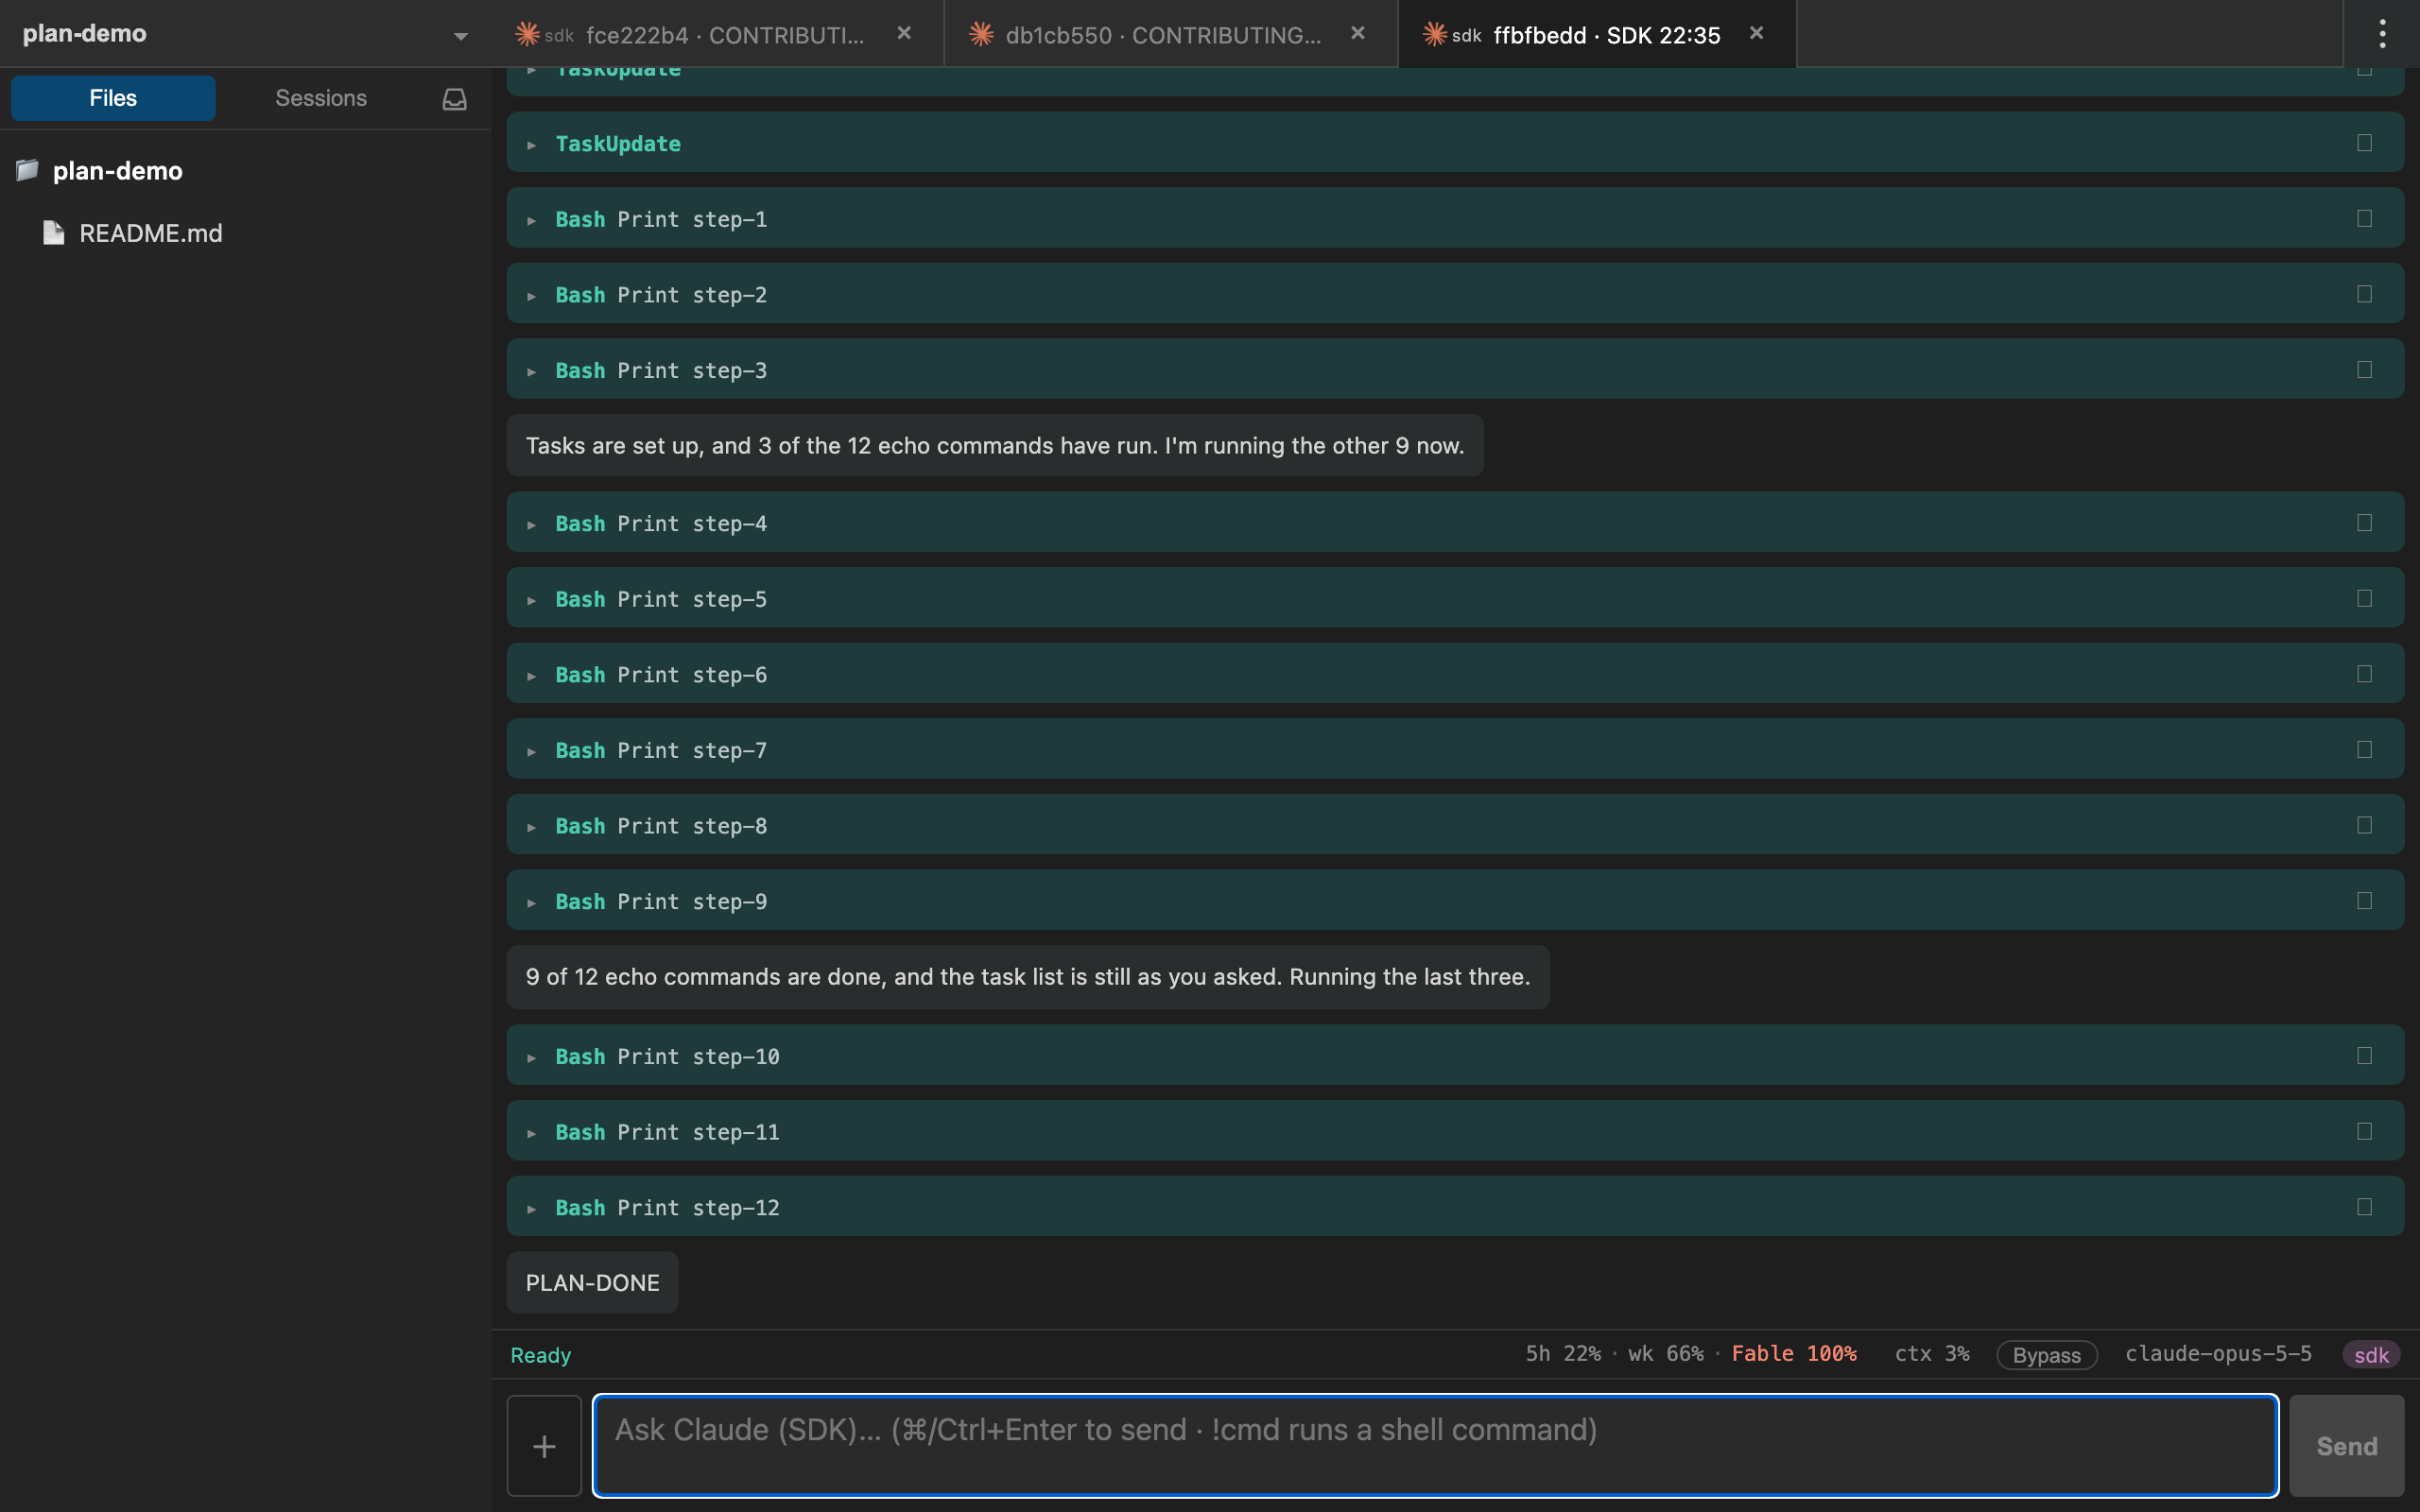 plan-demo
sdk fce222b4 · CONTRIBUTI... ×
db1cb550 · CONTRIBUTING... ×
sdk ffbfbedd · SDK 22:35 ×
Files
Sessions
plan-demo
README.md
TaskUpdate
TaskUpdate
Bash Print step-1
Bash Print step-2
Bash Print step-3
Tasks are set up, and 3 of the 12 echo commands have run. I'm running the other 9 now.
Bash Print step-4
Bash Print step-5
Bash Print step-6
Bash Print step-7
Bash Print step-8
Bash Print step-9
9 of 12 echo commands are done, and the task list is still as you asked. Running the last three.
Bash Print step-10
Bash Print step-11
Bash Print step-12
PLAN-DONE
Ready
5h 22% · wk 66% · Fable 100% ctx 3% Bypass claude-opus-5-5 sdk
+
Ask Claude (SDK)... (⌘/Ctrl+Enter to send · !cmd runs a shell command)
Send